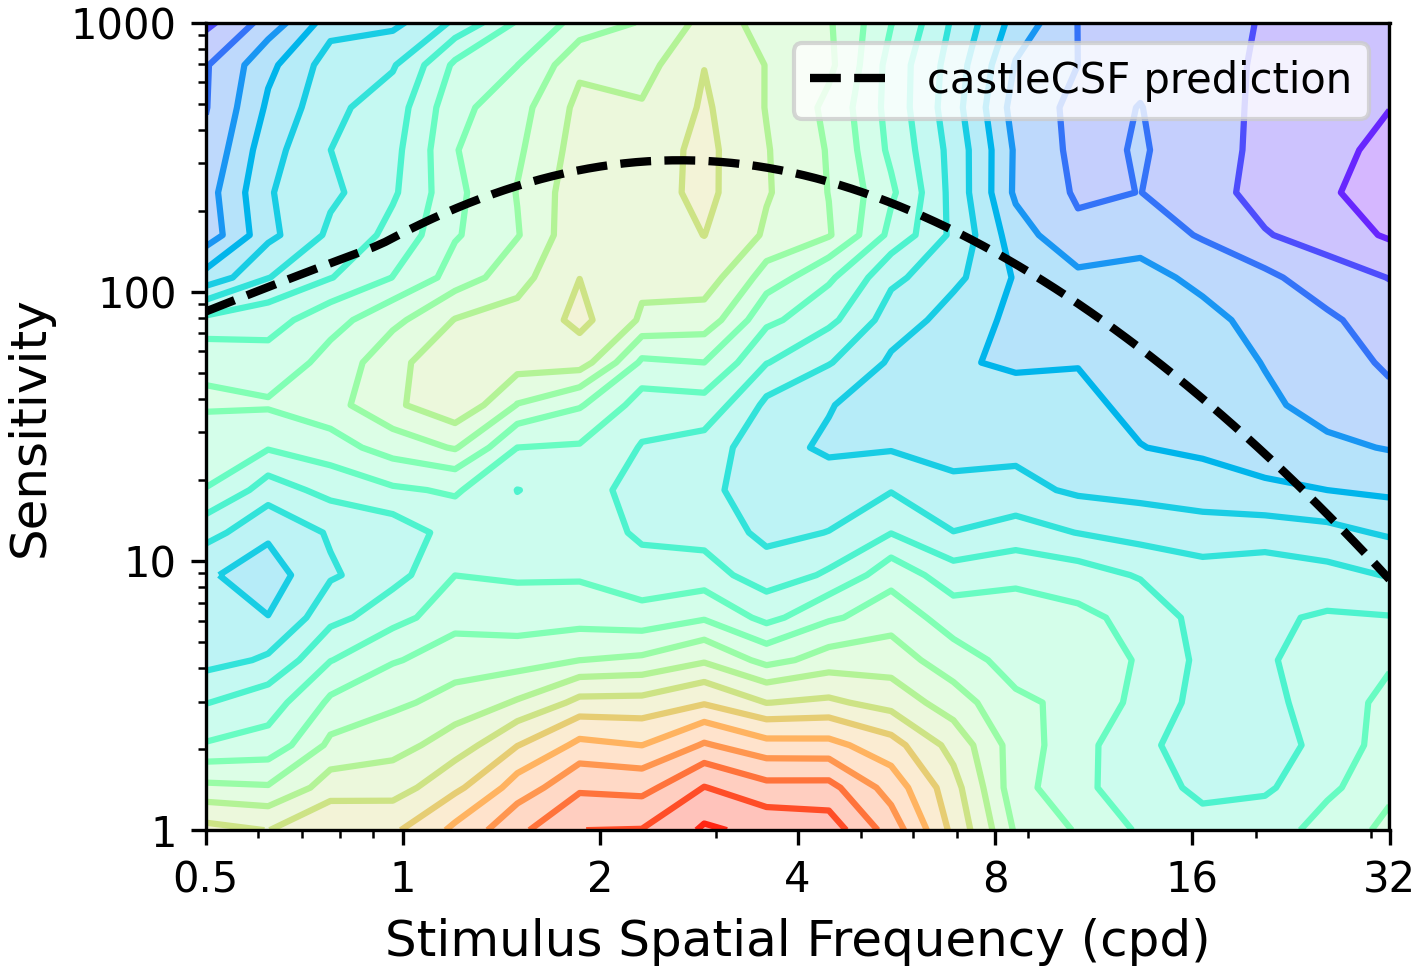 1000
castleCSF prediction
100
Sensitivity
10
1
0.5 1 2 4 8 16 32
Stimulus Spatial Frequency (cpd)